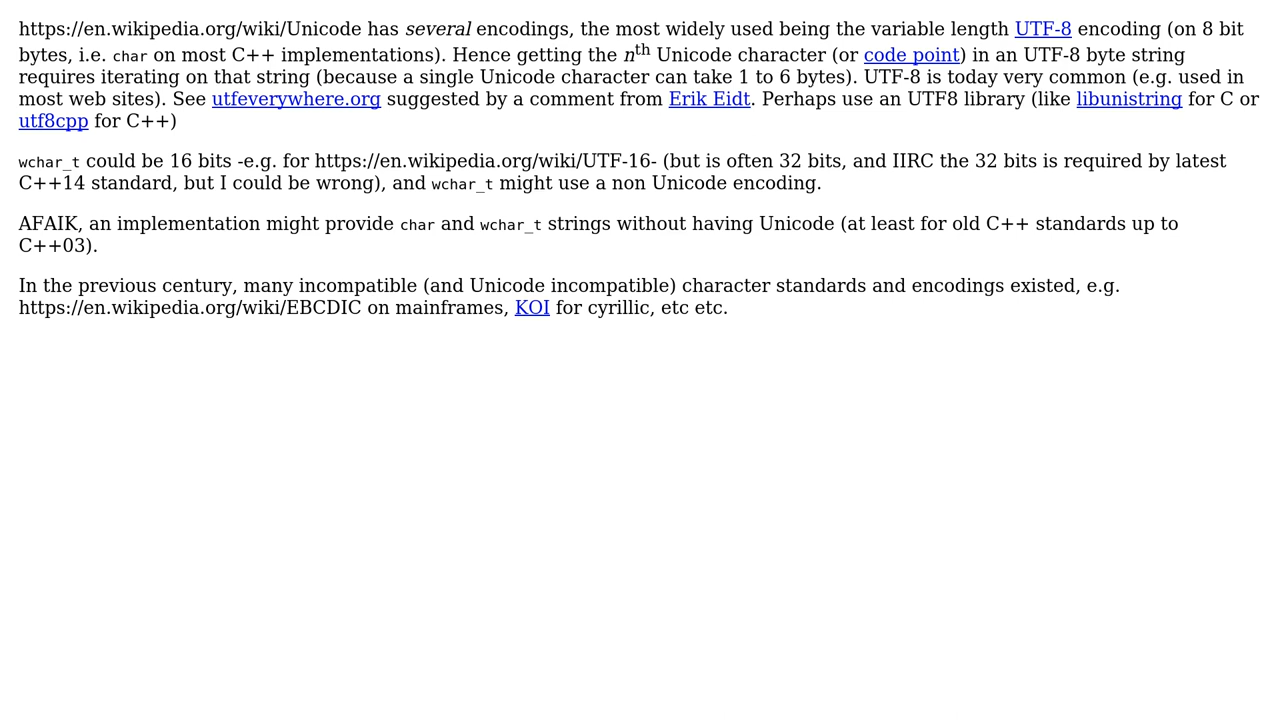 https://en.wikipedia.org/wiki/Unicode has several encodings, the most widely used being the variable length UTF-8 encoding (on 8 bit
bytes, i.e. char on most C++ implementations). Hence getting the nth Unicode character (or code point) in an UTF-8 byte string
requires iterating on that string (because a single Unicode character can take 1 to 6 bytes). UTF-8 is today very common (e.g. used in
most web sites). See utfeverywhere.org suggested by a comment from Erik Eidt. Perhaps use an UTF8 library (like libunistring for C or
utf8cpp for C++)
wchar_t could be 16 bits -e.g. for https://en.wikipedia.org/wiki/UTF-16- (but is often 32 bits, and IIRC the 32 bits is required by latest
C++14 standard, but I could be wrong), and wchar_t might use a non Unicode encoding.
AFAIK, an implementation might provide char and wchar_t strings without having Unicode (at least for old C++ standards up to
C++03).
In the previous century, many incompatible (and Unicode incompatible) character standards and encodings existed, e.g.
https://en.wikipedia.org/wiki/EBCDIC on mainframes, KOI for cyrillic, etc etc.